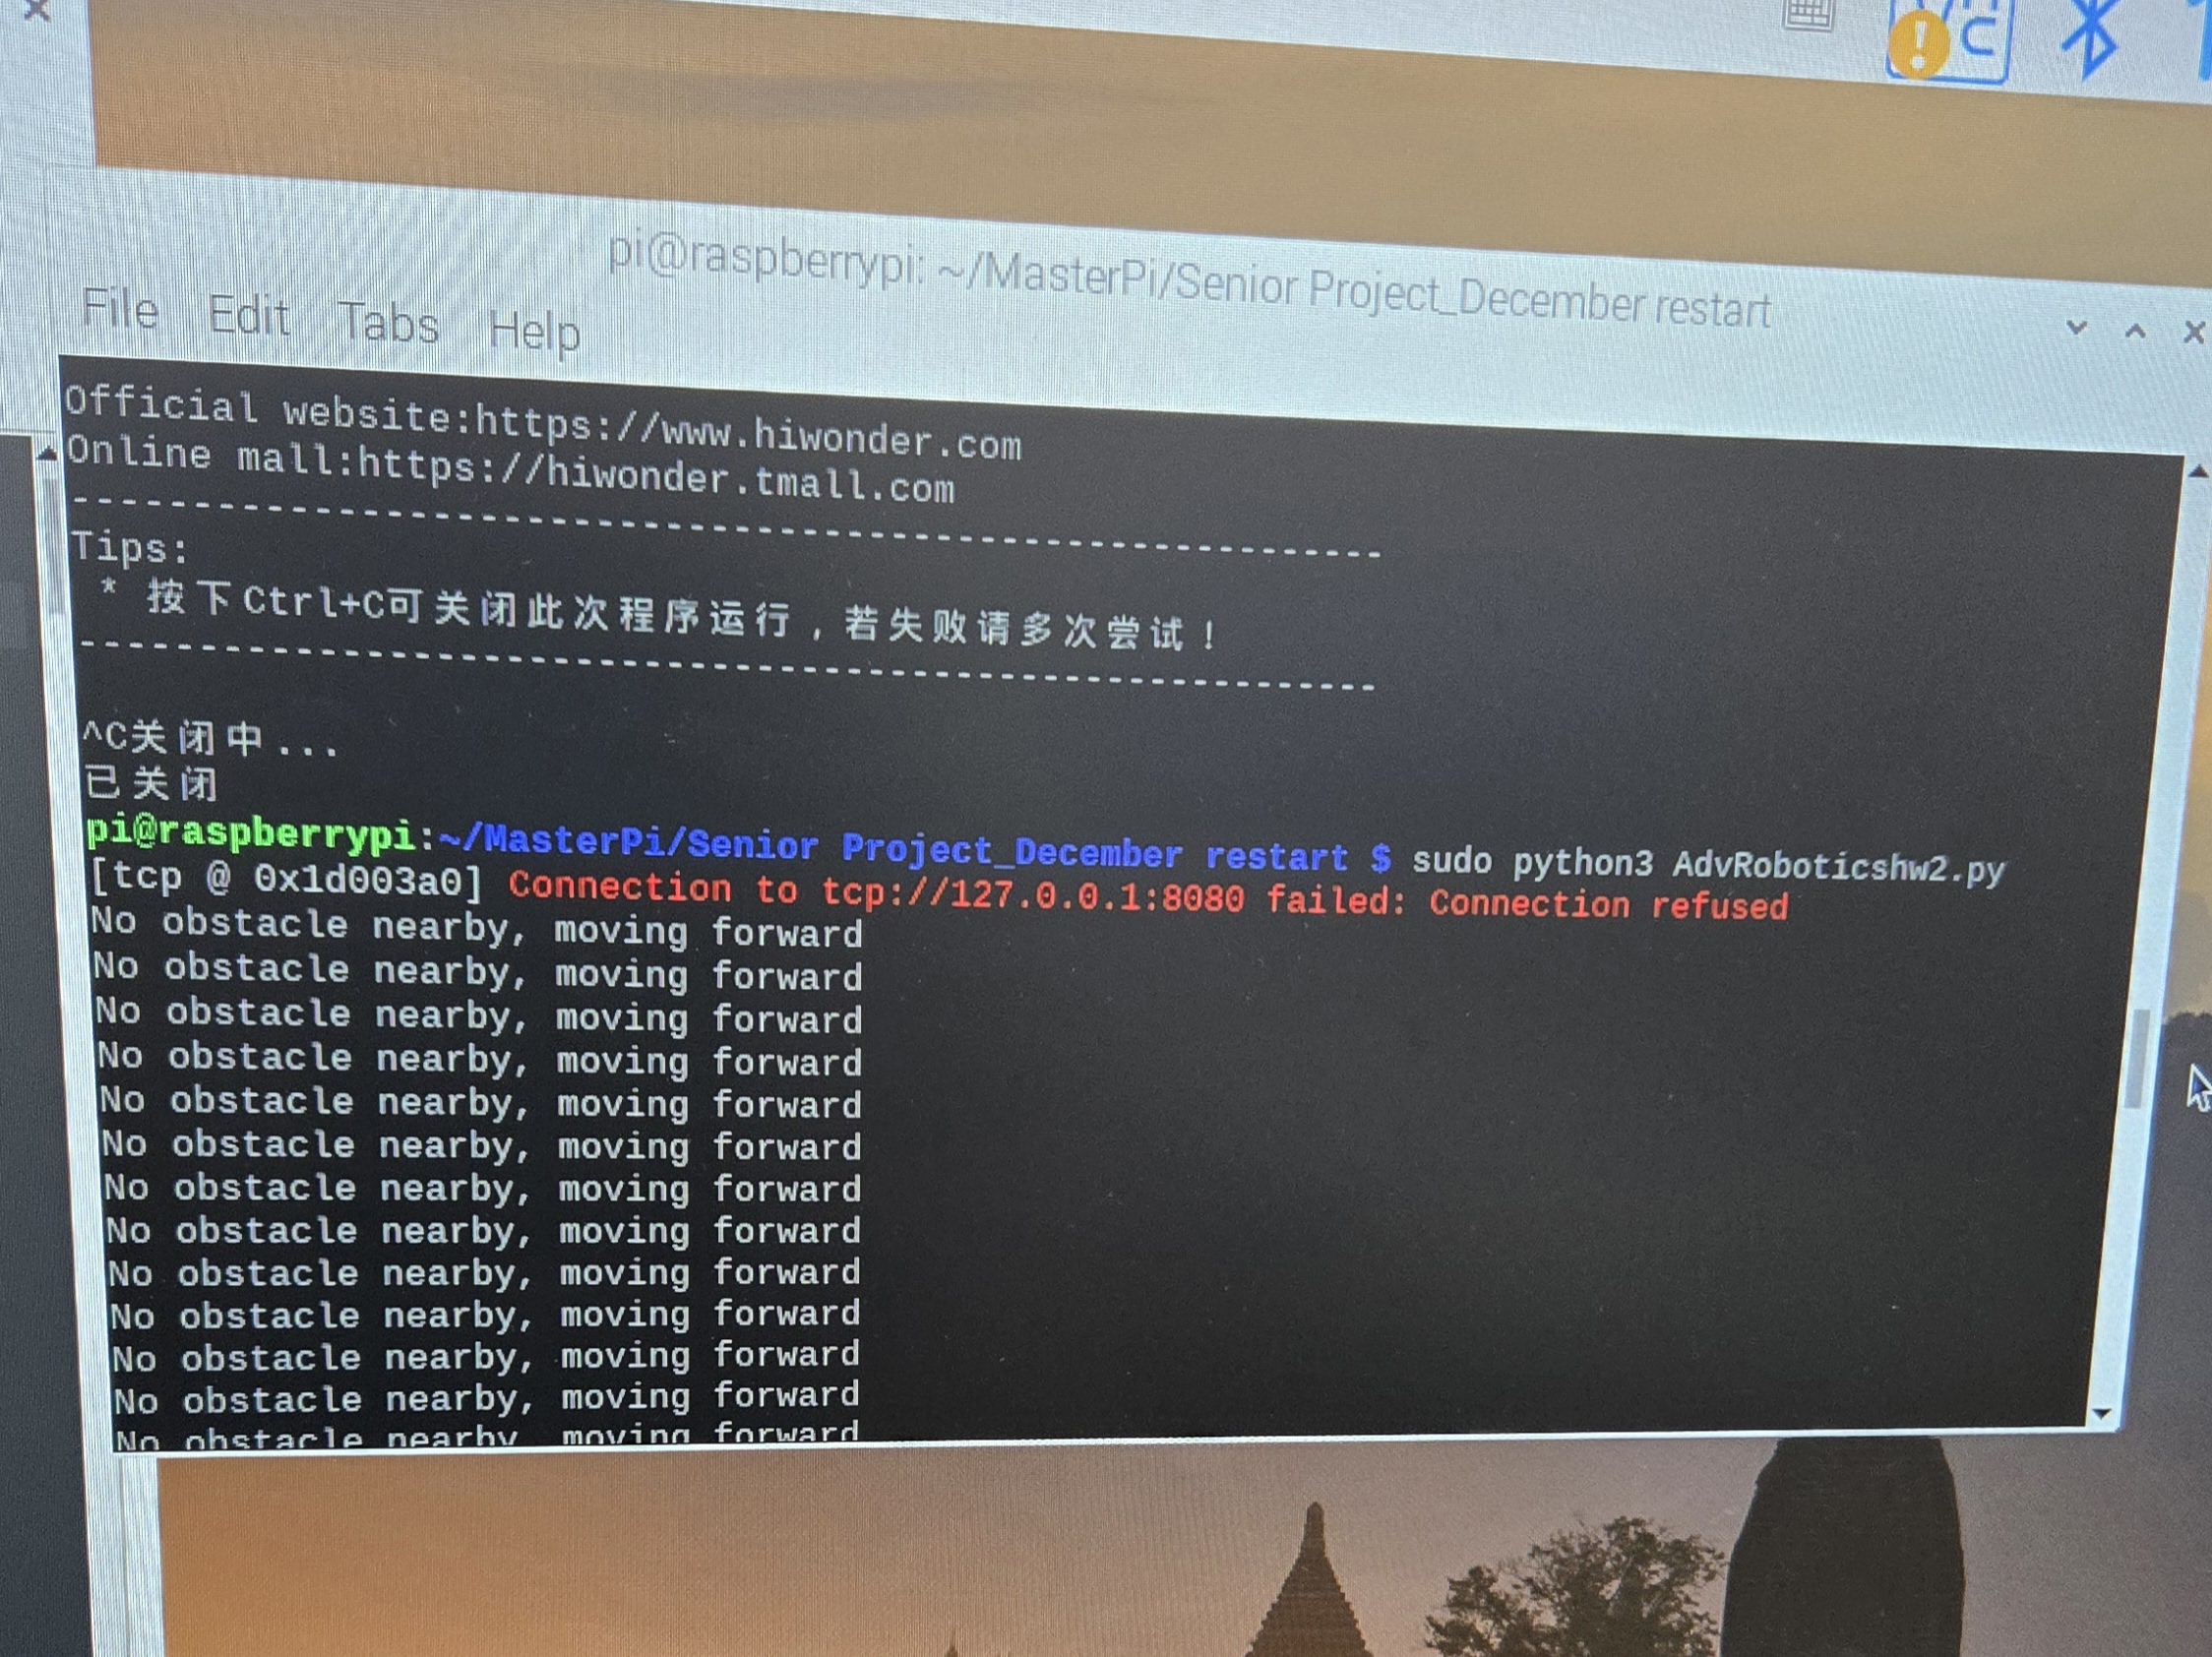 pi@raspberrypi: ~/MasterPi/Senior Project_December restart
File Edit Tabs Help
Official website:https://www.hiwonder.com
Online mall:https://hiwonder.tmall.com
--------------------------------------------------------
Tips:
* 按下Ctrl+C可关闭此次程序运行，若失败请多次尝试！
--------------------------------------------------------
^C关闭中...
已关闭
pi@raspberrypi:~/MasterPi/Senior Project_December restart $ sudo python3 AdvRoboticshw2.py
[tcp @ 0x1d003a0] Connection to tcp://127.0.0.1:8080 failed: Connection refused
No obstacle nearby, moving forward
No obstacle nearby, moving forward
No obstacle nearby, moving forward
No obstacle nearby, moving forward
No obstacle nearby, moving forward
No obstacle nearby, moving forward
No obstacle nearby, moving forward
No obstacle nearby, moving forward
No obstacle nearby, moving forward
No obstacle nearby, moving forward
No obstacle nearby, moving forward
No obstacle nearby, moving forward
No obstacle nearby, moving forward